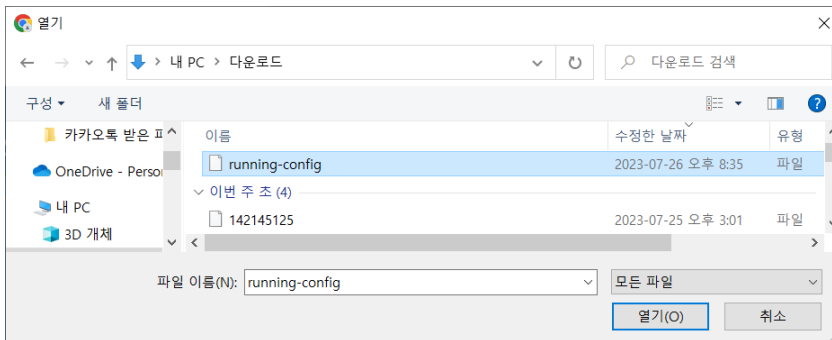 열기
내 PC > 다운로드
다운로드 검색
구성 새 폴더
카카오톡 받은
OneDrive -
내 PC
3D 개체
이름 수정한 날짜 유형
running-config 2023-07-26 오후 8:35 파일
이번 주 초 (4)
142145125 2023-07-25 오후 3:01 파일
파일 이름(N): running-config 모든 파일
열기(O) 취소